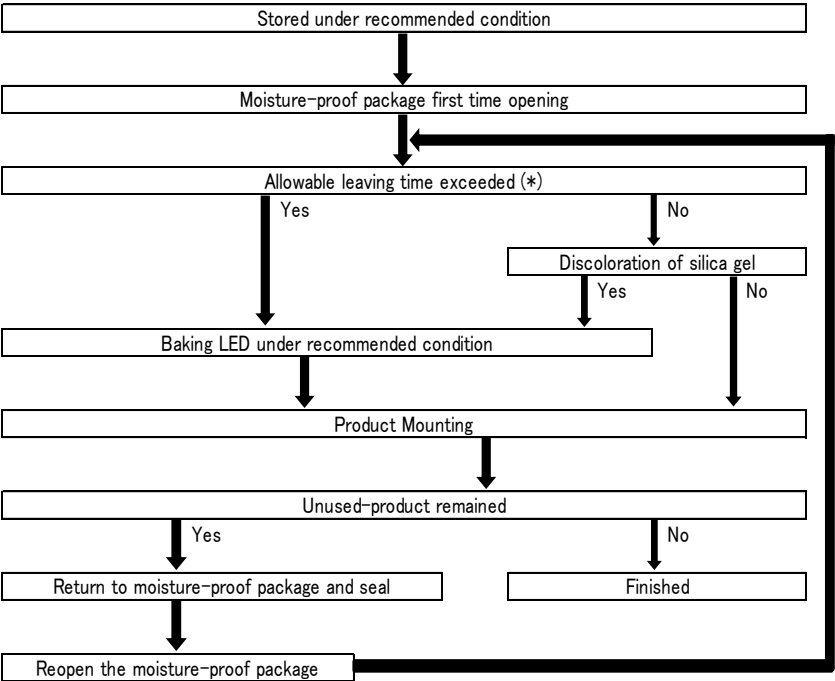 Stored under recommended condition
Moisture-proof package first time opening
Allowable leaving time exceeded (*)
Yes
No
Discoloration of silica gel
Yes
No
Baking LED under recommended condition
Product Mounting
Unused-product remained
Yes
No
Return to moisture-proof package and seal
Finished
Reopen the moisture-proof package